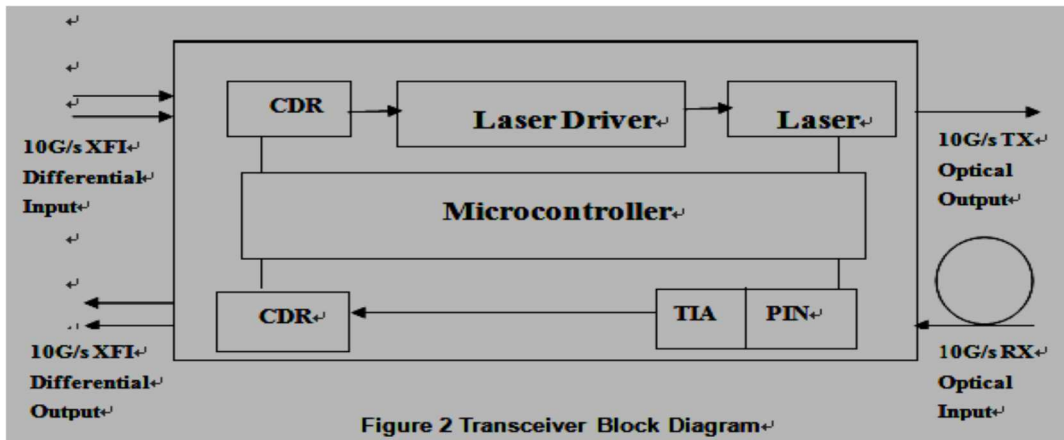 CDR
Laser Driver
Laser
10G/s XFI
Differential
Input
10G/s TX
Optical
Output
Microcontroller
CDR
TIA
PIN
10G/s XFI
Differential
Output
10G/s RX
Optical
Input
Figure 2 Transceiver Block Diagram